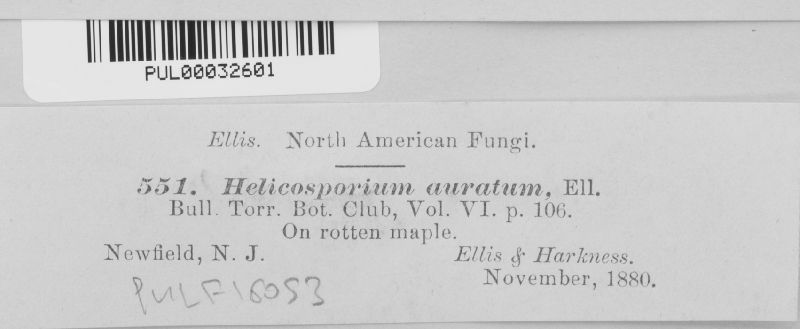 PUL00032601
Ellis. North American Fungi.
551. Helicosporium auratum, Ell.
Bull. Torr. Bot. Club, Vol. VI. p. 106.
On rotten maple.
Newfield, N. J. Ellis & Harkness.
November, 1880.
PULF16053